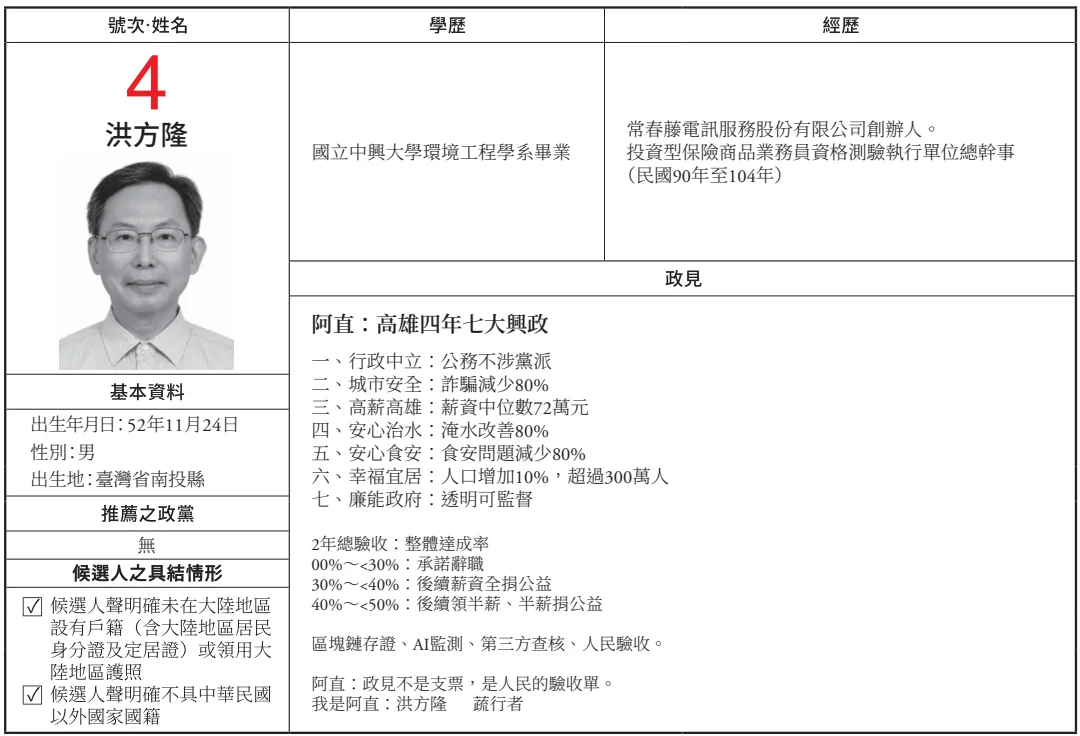 號次·姓名
4
洪方隆
基本資料
出生年月日：52年11月24日
性別：男
出生地：臺灣省南投縣
推薦之政黨
無
候選人之具結情形
☑ 候選人聲明確未在大陸地區
設有戶籍（含大陸地區居民
身分證及定居證）或領用大
陸地區護照
☑ 候選人聲明確不具中華民國
以外國家國籍
學歷
國立中興大學環境工程學系畢業
經歷
常春藤電訊服務股份有限公司創辦人。
投資型保險商品業務員資格測驗執行單位總幹事
（民國90年至104年）
政見
阿直：高雄四年七大興政
一、行政中立：公務不涉黨派
二、城市安全：詐騙減少80%
三、高薪高雄：薪資中位數72萬元
四、安心治水：淹水改善80%
五、安心食安：食安問題減少80%
六、幸福宜居：人口增加10%，超過300萬人
七、廉能政府：透明可監督
2年總驗收：整體達成率
00%～<30%：承諾辭職
30%～<40%：後續薪資全捐公益
40%～<50%：後續領半薪、半薪捐公益
區塊鏈存證、AI監測、第三方查核、人民驗收。
阿直：政見不是支票，是人民的驗收單。
我是阿直：洪方隆　蔬行者